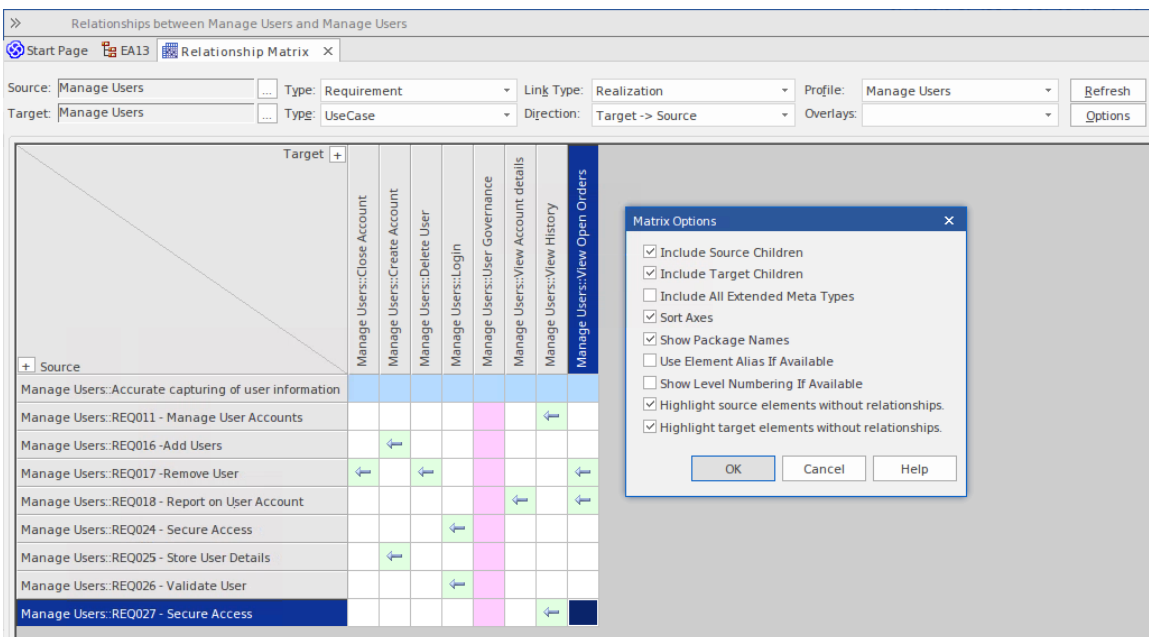 Relationships between Manage Users and Manage Users
Start Page EA13 Relationship Matrix
Source: Manage Users ... Type: Requirement Link Type: Realization Profile: Manage Users Refresh
Target: Manage Users ... Type: UseCase Direction: Target -> Source Overlays: Options
Target +
Manage Users::Close Account
Manage Users::Create Account
Manage Users::Delete User
Manage Users::Login
Manage Users::User Governance
Manage Users::View Account details
Manage Users::View History
Manage Users::View Open Orders
+ Source
Manage Users::Accurate capturing of user information
Manage Users::REQ011 - Manage User Accounts
Manage Users::REQ016 -Add Users
Manage Users::REQ017 -Remove User
Manage Users::REQ018 - Report on User Account
Manage Users::REQ024 - Secure Access
Manage Users::REQ025 - Store User Details
Manage Users::REQ026 - Validate User
Manage Users::REQ027 - Secure Access
Matrix Options
Include Source Children
Include Target Children
Include All Extended Meta Types
Sort Axes
Show Package Names
Use Element Alias If Available
Show Level Numbering If Available
Highlight source elements without relationships.
Highlight target elements without relationships.
OK Cancel Help